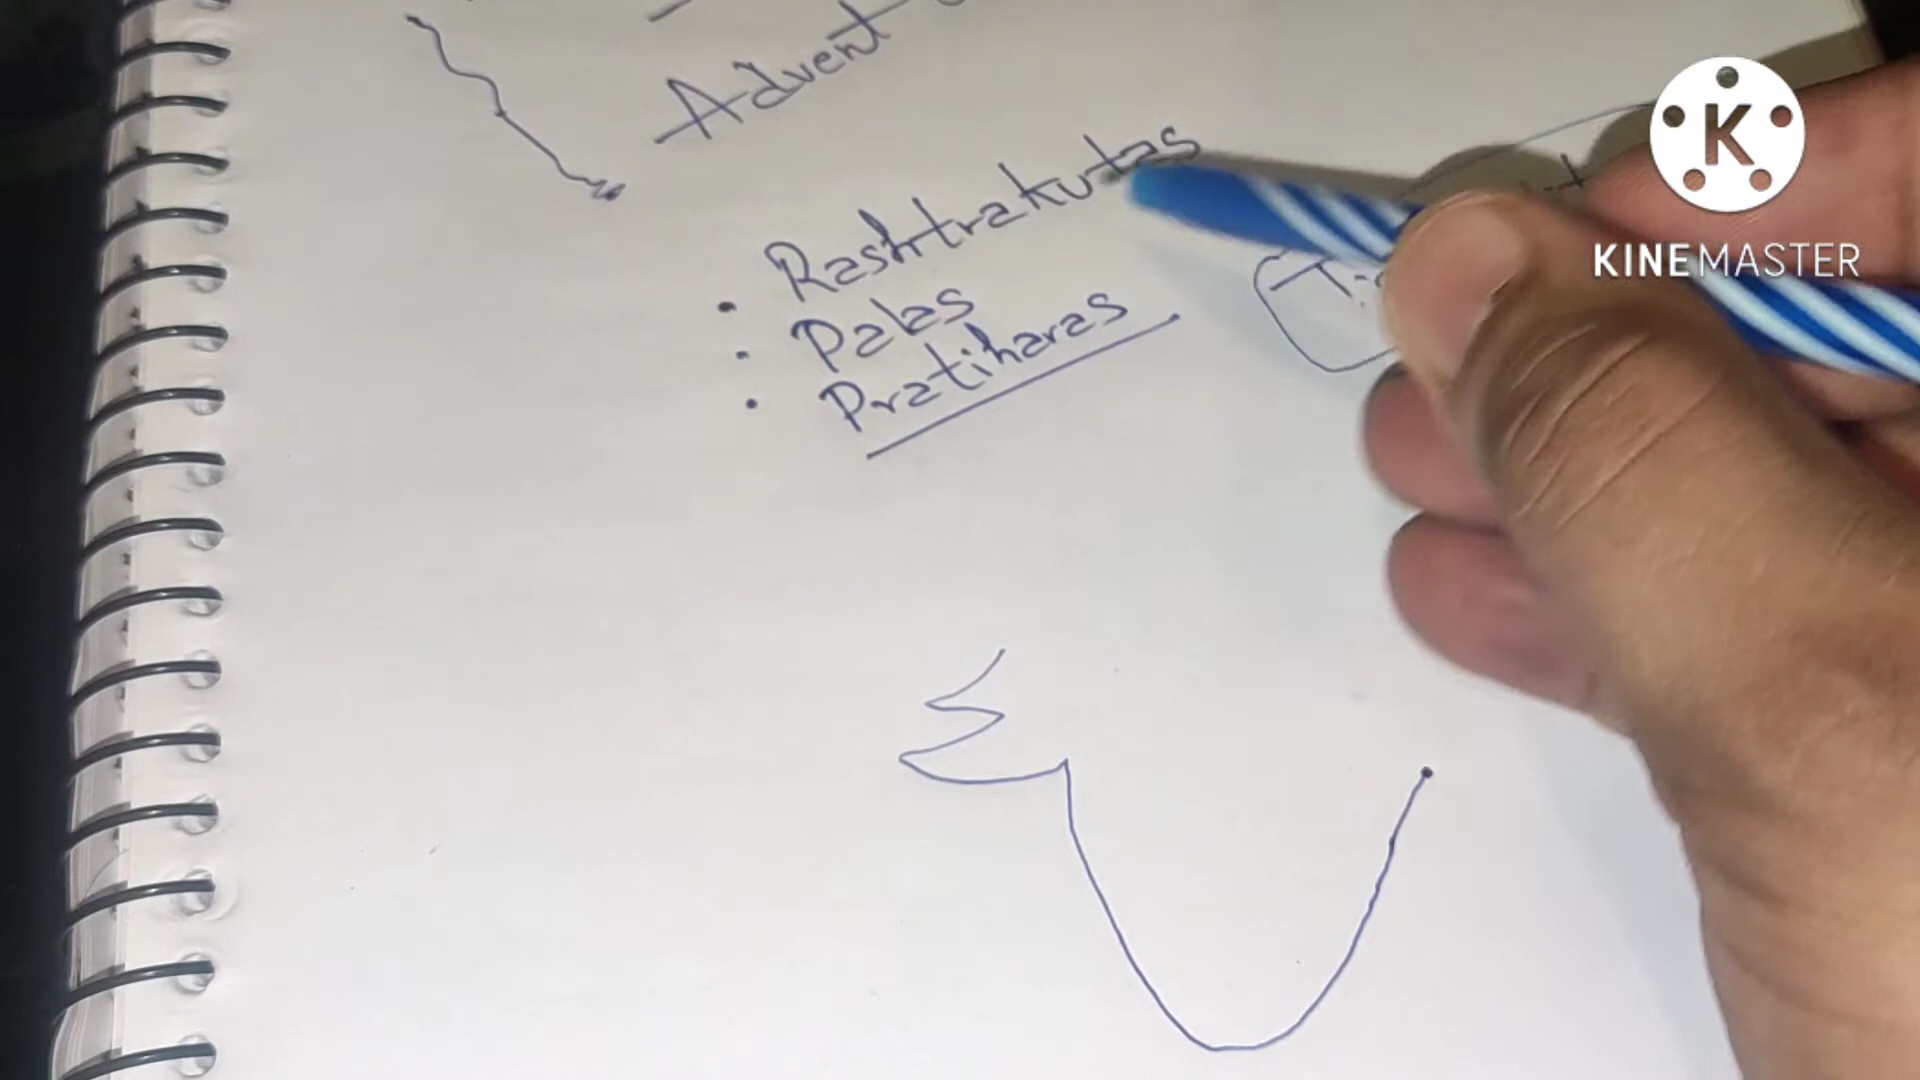 Advent
• Rashtrakutas
• Palas
• Pratiharas
K
KINEMASTER